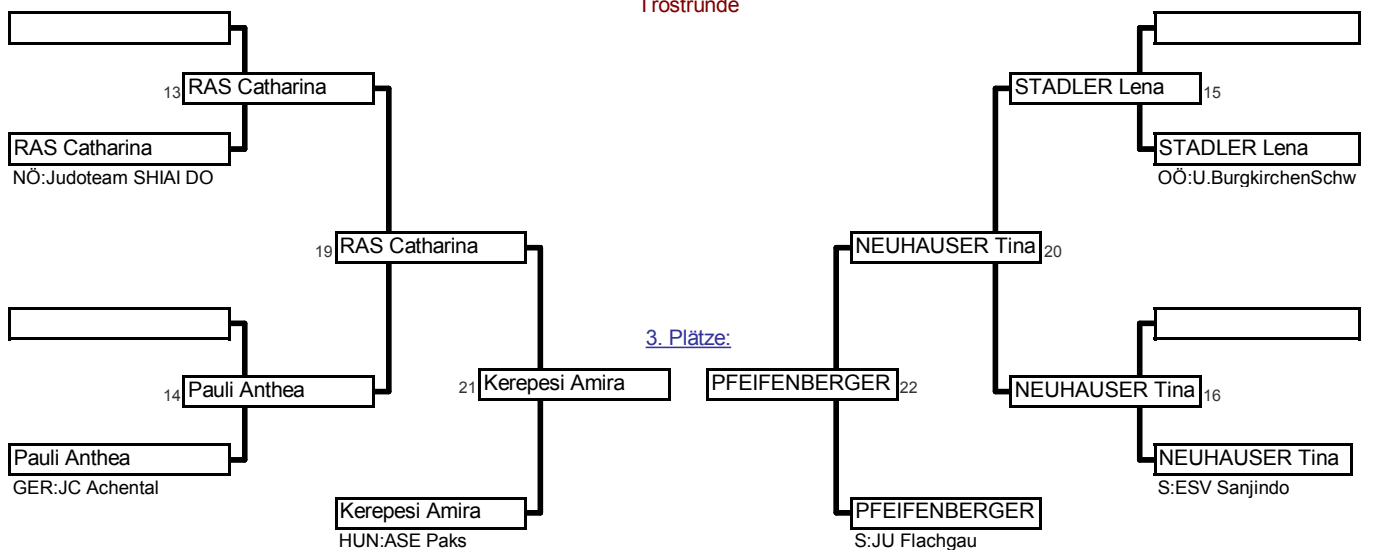 Trostrunde
13 RAS Catharina
STADLER Lena 15
RAS Catharina
NÖ:Judoteam SHIAI DO
STADLER Lena
OÖ:U.BurgkirchenSchw
19 RAS Catharina
NEUHAUSER Tina 20
3. Plätze:
14 Pauli Anthea
21 Kerepesi Amira
PFEIFENBERGER 22
NEUHAUSER Tina 16
Pauli Anthea
GER:JC Achental
NEUHAUSER Tina
S:ESV Sanjindo
Kerepesi Amira
HUN:ASE Paks
PFEIFENBERGER
S:JU Flachgau